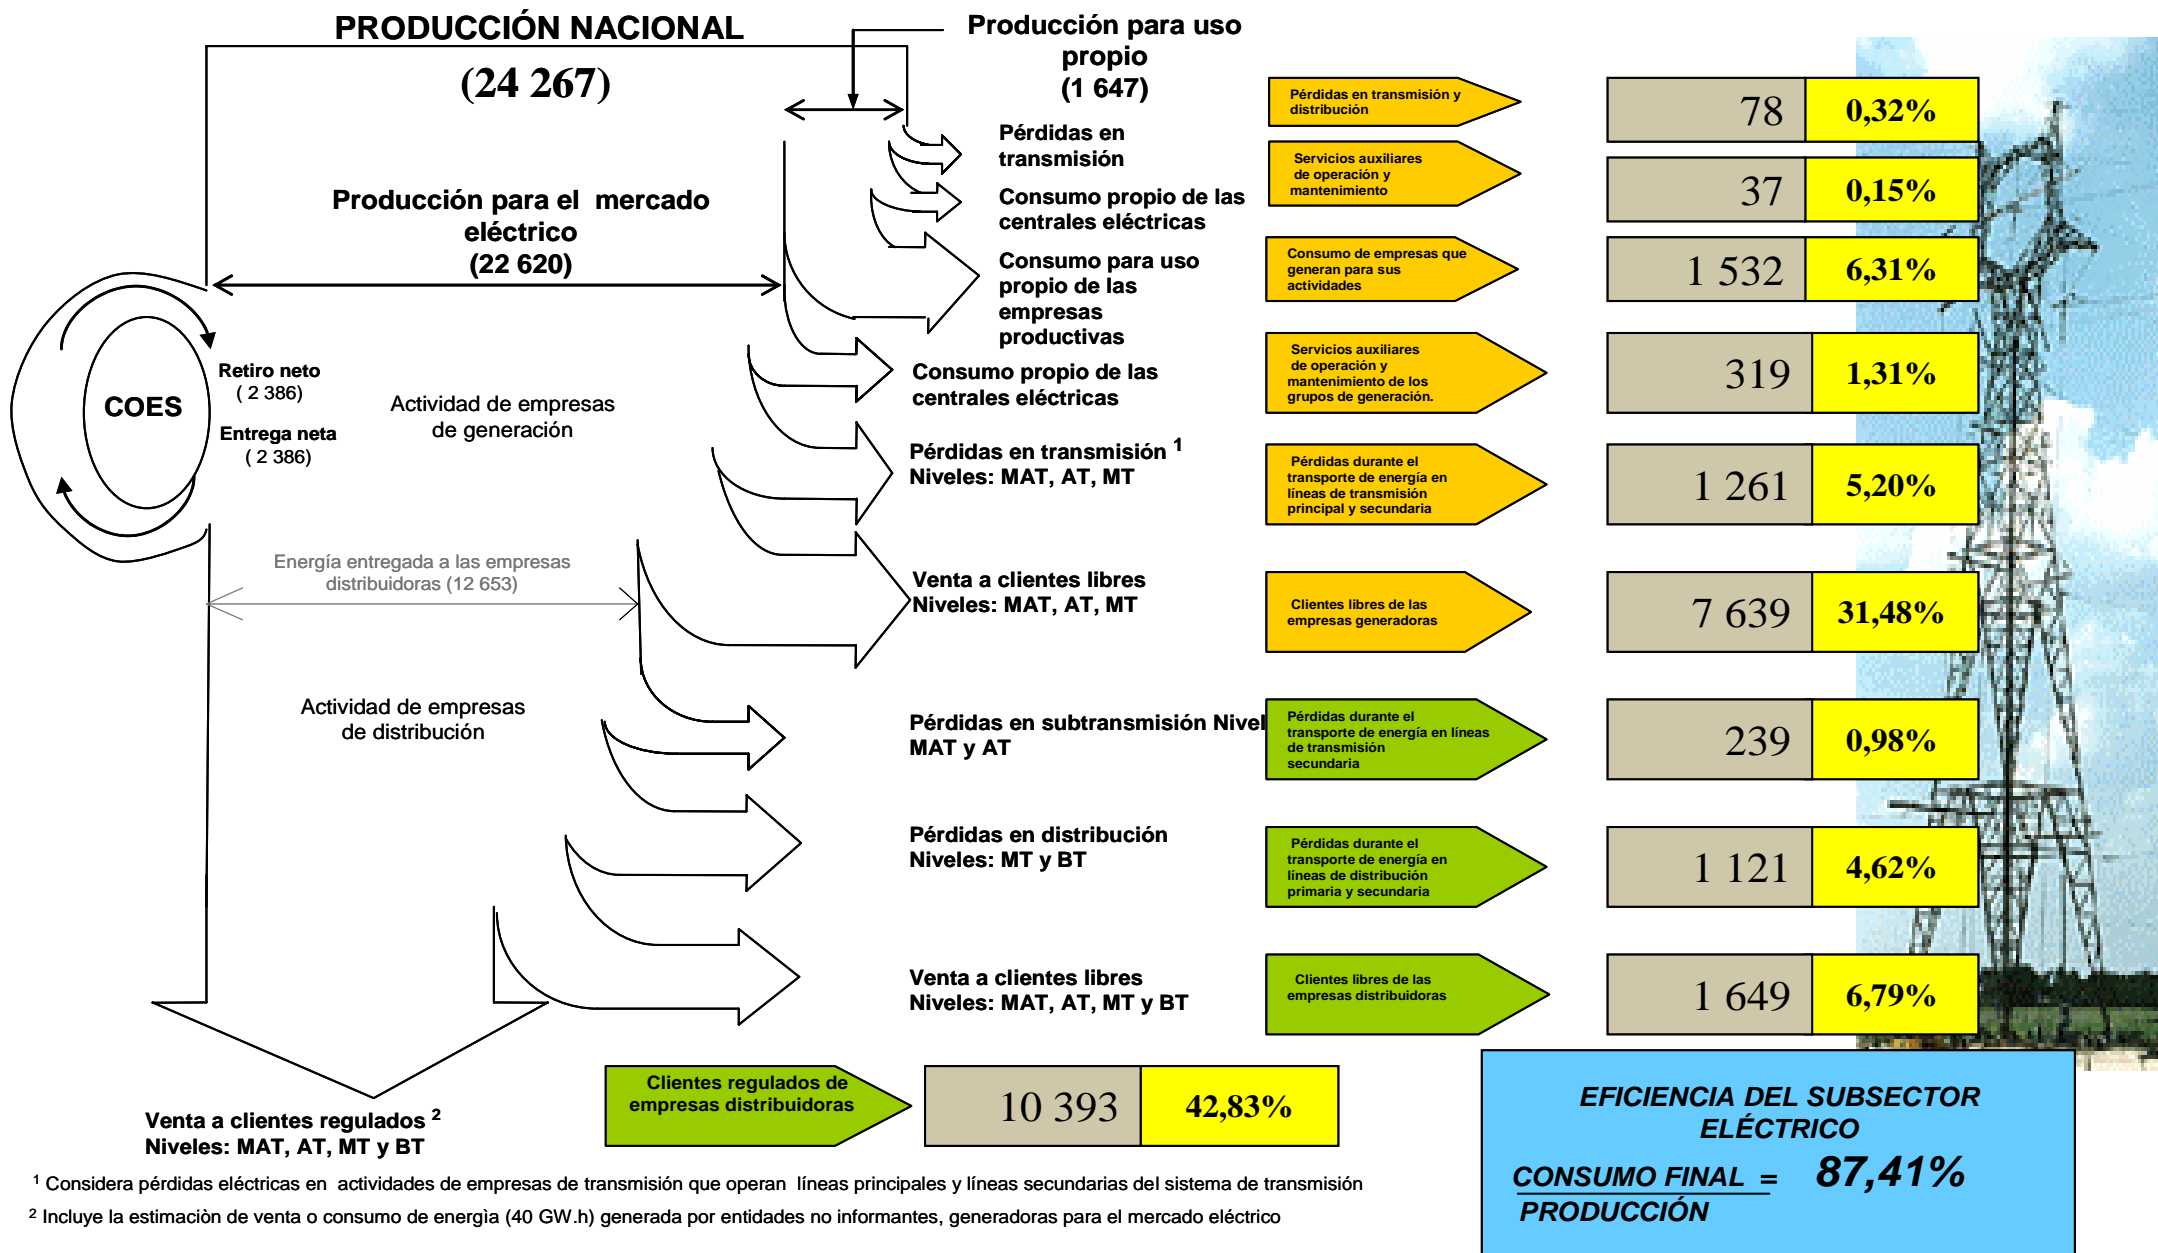 PRODUCCIÓN NACIONAL
(24 267)
Producción para uso
propio
(1 647)
Pérdidas en
transmisión
Pérdidas en transmisión y
distribución
78
0,32%
Producción para el mercado
eléctrico
(22 620)
Consumo propio de las
centrales eléctricas
Servicios auxiliares
de operación y
mantenimiento
37
0,15%
Consumo para uso
propio de las
empresas
productivas
Consumo de empresas que
generan para sus
actividades
1 532
6,31%
COES
Retiro neto
( 2 386)
Entrega neta
( 2 386)
Actividad de empresas
de generación
Consumo propio de las
centrales eléctricas
Servicios auxiliares
de operación y
mantenimiento de los
grupos de generación.
319
1,31%
Pérdidas en transmisión 1
Niveles: MAT, AT, MT
Pérdidas durante el
transporte de energía en
líneas de transmisión
principal y secundaria
1 261
5,20%
Energía entregada a las empresas
distribuidoras (12 653)
Venta a clientes libres
Niveles: MAT, AT, MT
Clientes libres de las
empresas generadoras
7 639
31,48%
Actividad de empresas
de distribución
Pérdidas en subtransmisión Nivel
MAT y AT
Pérdidas durante el
transporte de energía en líneas
de transmisión
secundaria
239
0,98%
Pérdidas en distribución
Niveles: MT y BT
Pérdidas durante el
transporte de energía en
líneas de distribución
primaria y secundaria
1 121
4,62%
Venta a clientes libres
Niveles: MAT, AT, MT y BT
Clientes libres de las
empresas distribuidoras
1 649
6,79%
Venta a clientes regulados 2
Niveles: MAT, AT, MT y BT
Clientes regulados de
empresas distribuidoras
10 393
42,83%
EFICIENCIA DEL SUBSECTOR
ELÉCTRICO
CONSUMO FINAL = 87,41%
PRODUCCIÓN
1 Considera pérdidas eléctricas en actividades de empresas de transmisión que operan líneas principales y líneas secundarias del sistema de transmisión
2 Incluye la estimaciòn de venta o consumo de energìa (40 GW.h) generada por entidades no informantes, generadoras para el mercado eléctrico